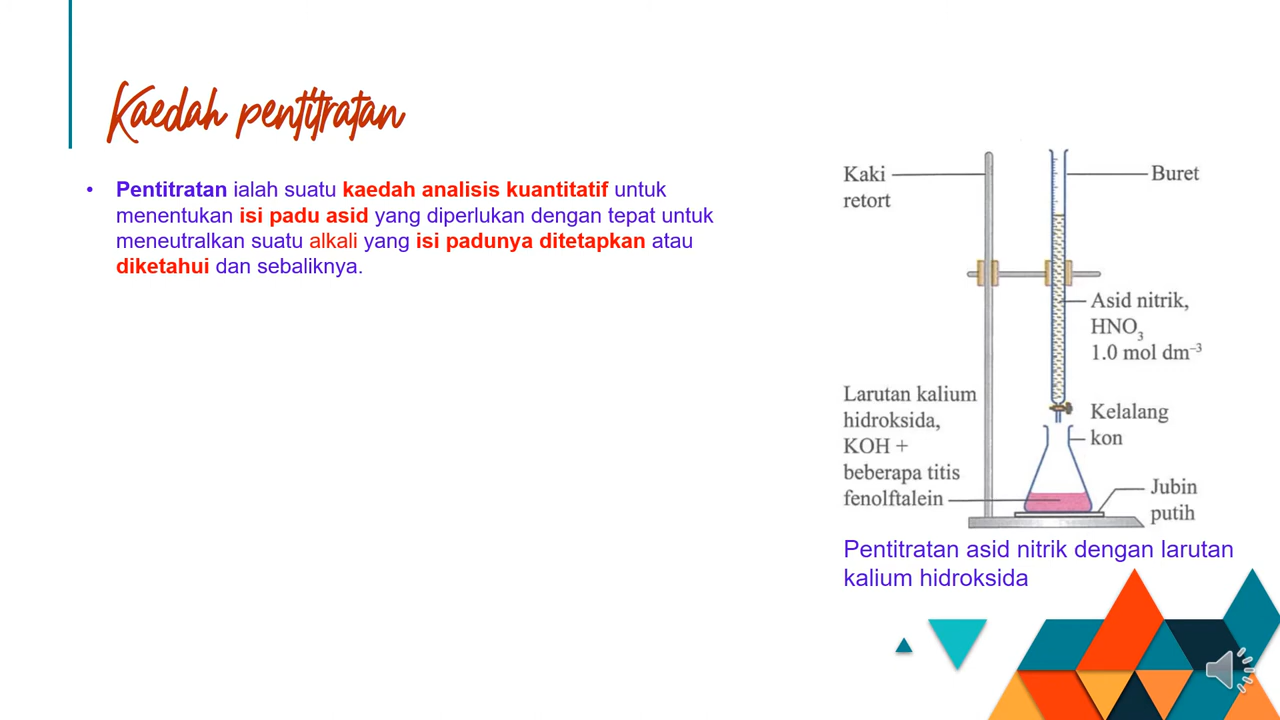 Kaedah pentitratan
• Pentitratan ialah suatu kaedah analisis kuantitatif untuk
menentukan isi padu asid yang diperlukan dengan tepat untuk
meneutralkan suatu alkali yang isi padunya ditetapkan atau
diketahui dan sebaliknya.
Kaki
retort
Buret
Asid nitrik,
HNO₃
1.0 mol dm⁻³
Larutan kalium
hidroksida,
KOH +
beberapa titis
fenolftalein
Kelalang
kon
Jubin
putih
Pentitratan asid nitrik dengan larutan
kalium hidroksida